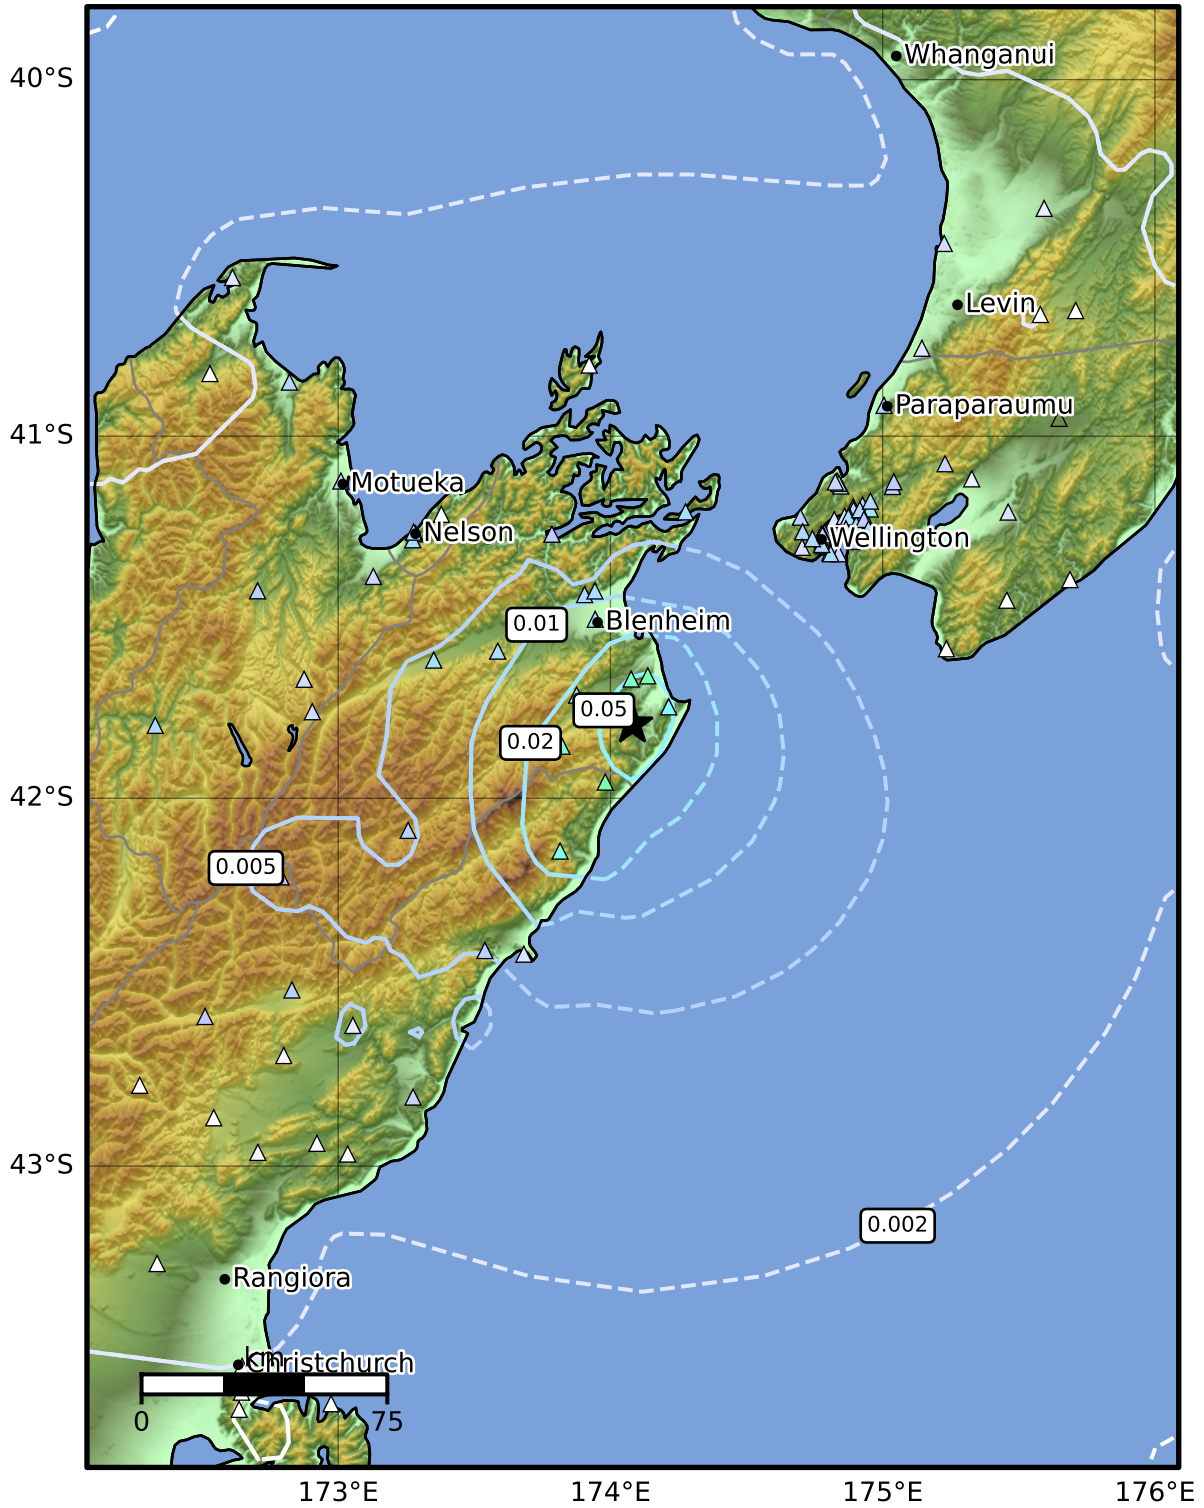 Whanganui
40°S
Levin
Paraparaumu
41°S
Motueka
Nelson
Wellington
0.01
Blenheim
0.05
0.02
42°S
0.005
43°S
0.002
Rangiora
km
Christchurch
0
75
173°E
174°E
175°E
176°E